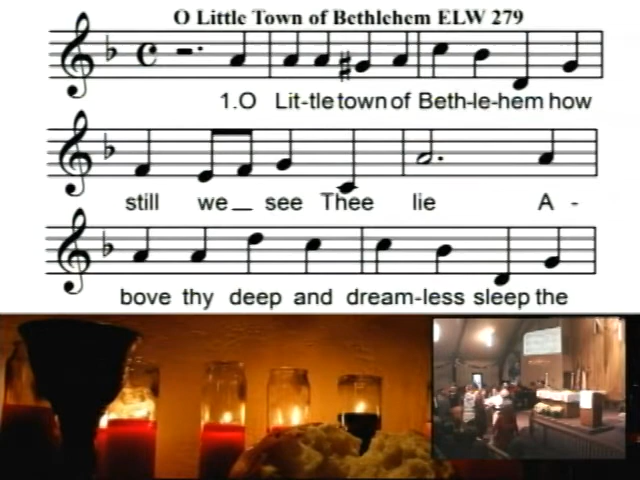 O Little Town of Bethlehem ELW 279
1.O Lit-tle town of Beth-le-hem how
still we__ see Thee lie A -
bove thy deep and dream-less sleep the